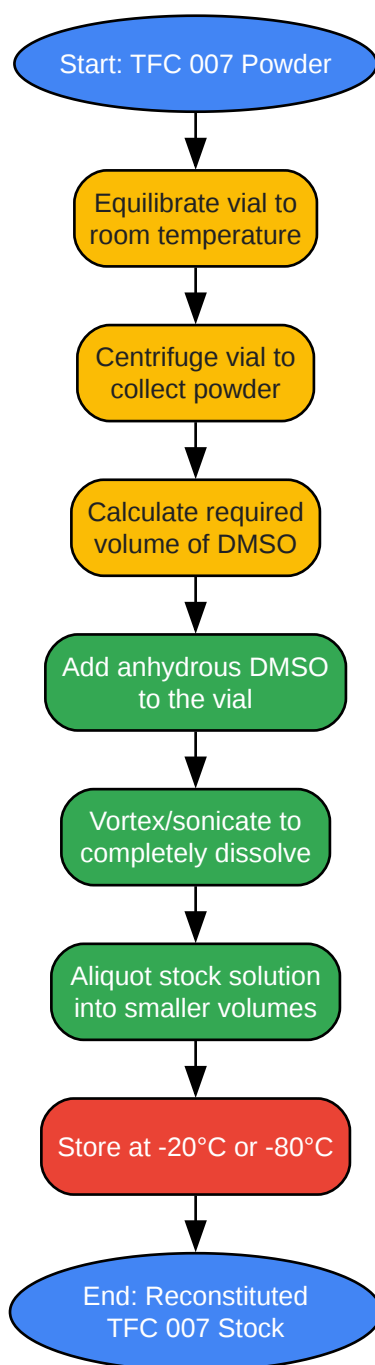 Start: TFC 007 Powder
Equilibrate vial to
room temperature
Centrifuge vial to
collect powder
Calculate required
volume of DMSO
Add anhydrous DMSO
to the vial
Vortex/sonicate to
completely dissolve
Aliquot stock solution
into smaller volumes
Store at -20°C or -80°C
End: Reconstituted
TFC 007 Stock